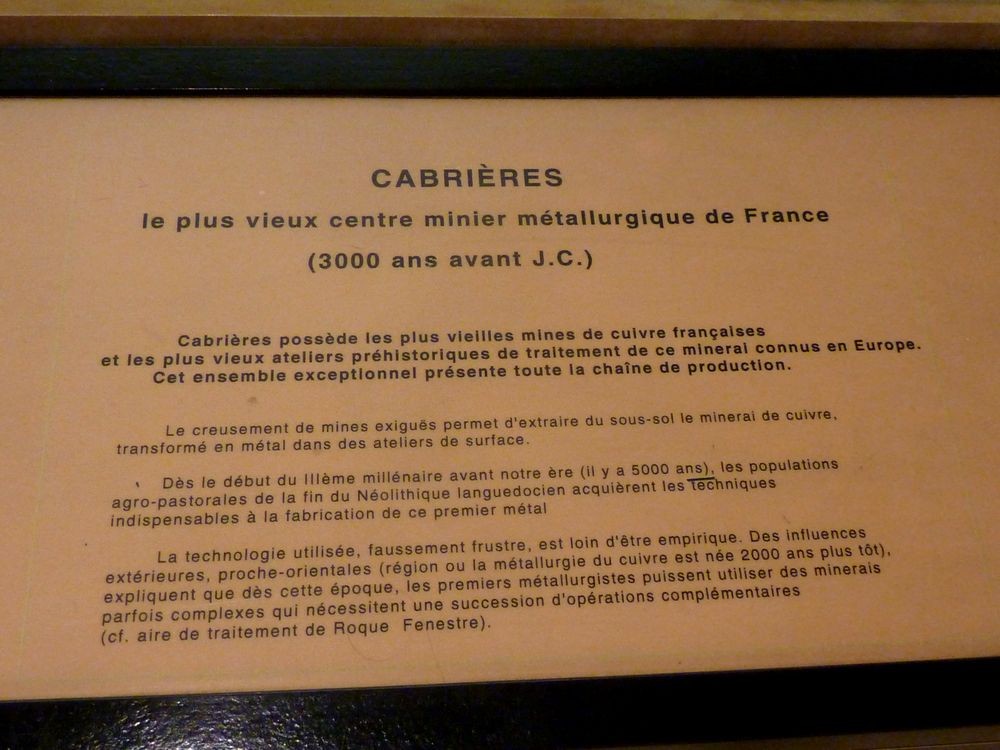 CABRIÈRES
le plus vieux centre minier métallurgique de France
(3000 ans avant J.C.)
Cabrières possède les plus vieilles mines de cuivre françaises
et les plus vieux ateliers préhistoriques de traitement de ce minerai connus en Europe.
Cet ensemble exceptionnel présente toute la chaîne de production.
Le creusement de mines exiguës permet d'extraire du sous-sol le minerai de cuivre,
transformé en métal dans des ateliers de surface.
Dès le début du IIIème millénaire avant notre ère (il y a 5000 ans), les populations
agro-pastorales de la fin du Néolithique languedocien acquièrent les techniques
indispensables à la fabrication de ce premier métal
La technologie utilisée, faussement frustre, est loin d'être empirique. Des influences
extérieures, proche-orientales (région ou la métallurgie du cuivre est née 2000 ans plus tôt),
expliquent que dès cette époque, les premiers métallurgistes puissent utiliser des minerais
parfois complexes qui nécessitent une succession d'opérations complémentaires
(cf. aire de traitement de Roque Fenestre).